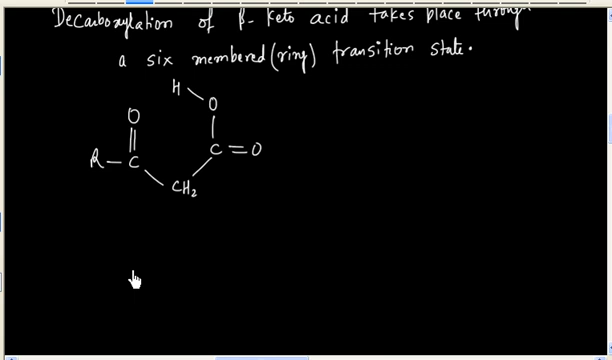 Decarboxylation of β- keto acid takes place through
a six membered (ring) transition state.
H
O
O
R - C
C = O
CH2